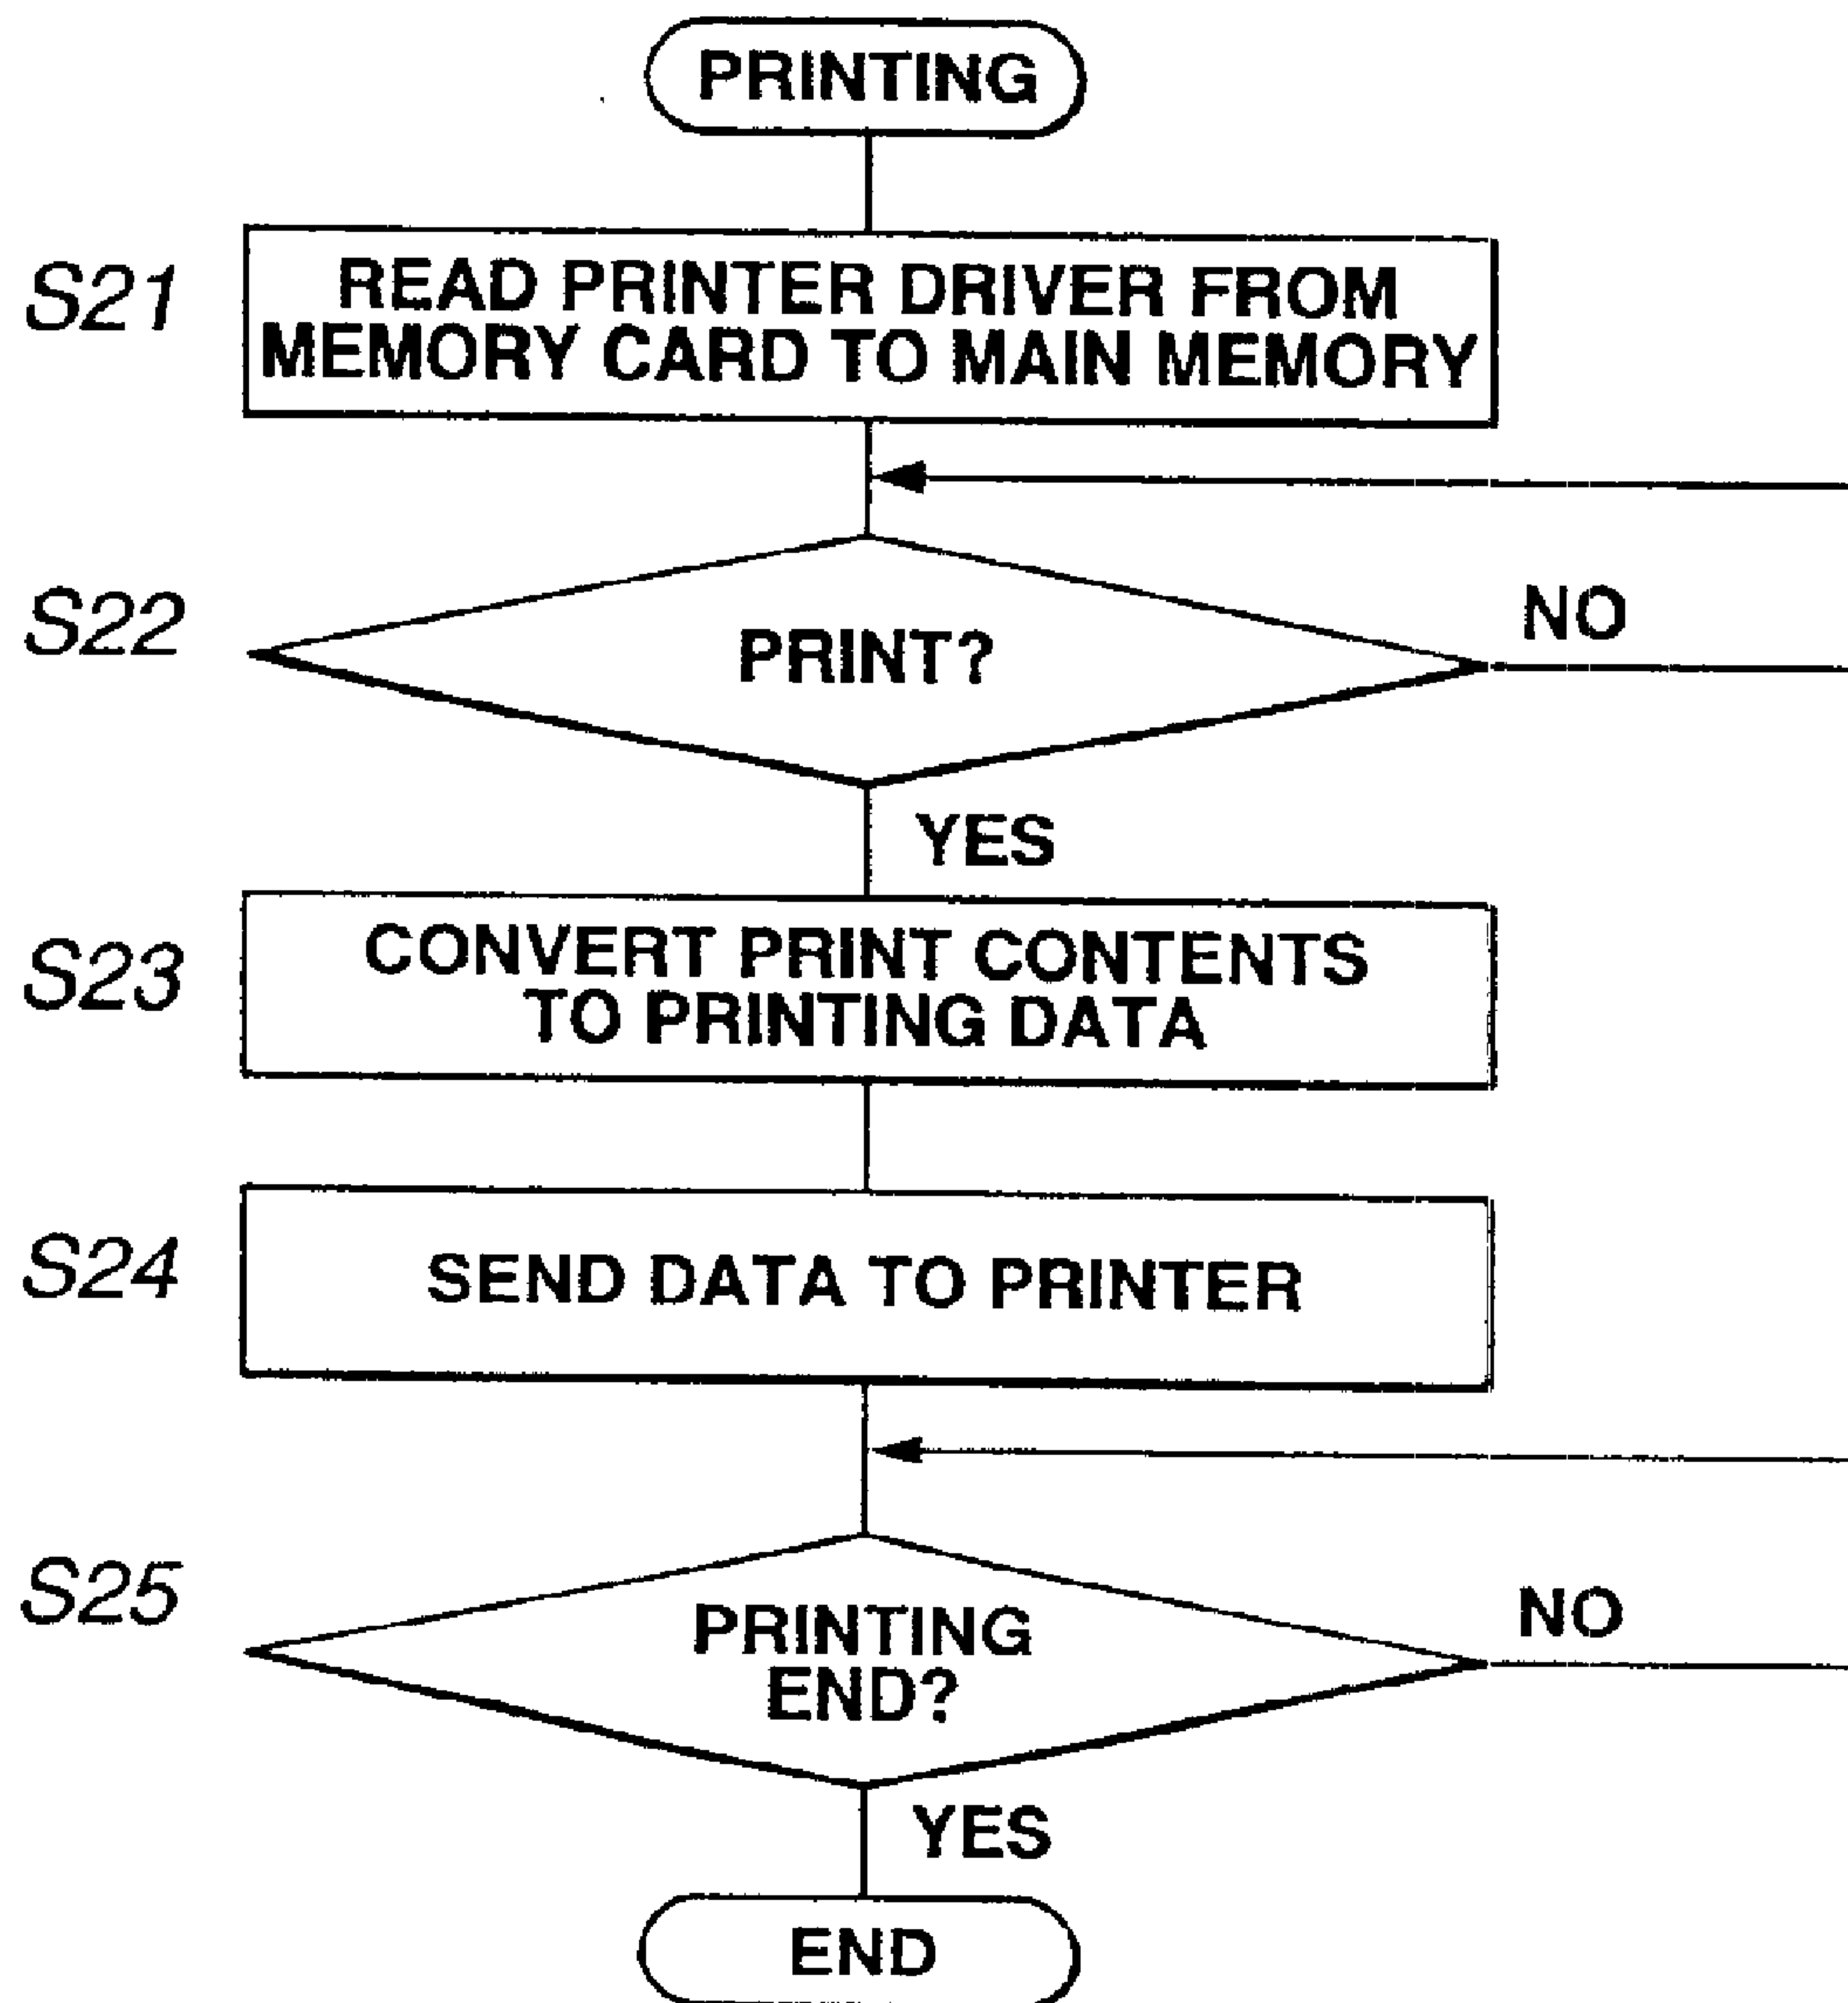 PRINTING
S21
READ PRINTER DRIVER FROM
MEMORY CARD TO MAIN MEMORY
S22
PRINT?
NO
YES
S23
CONVERT PRINT CONTENTS
TO PRINTING DATA
S24
SEND DATA TO PRINTER
S25
PRINTING
END?
NO
YES
END